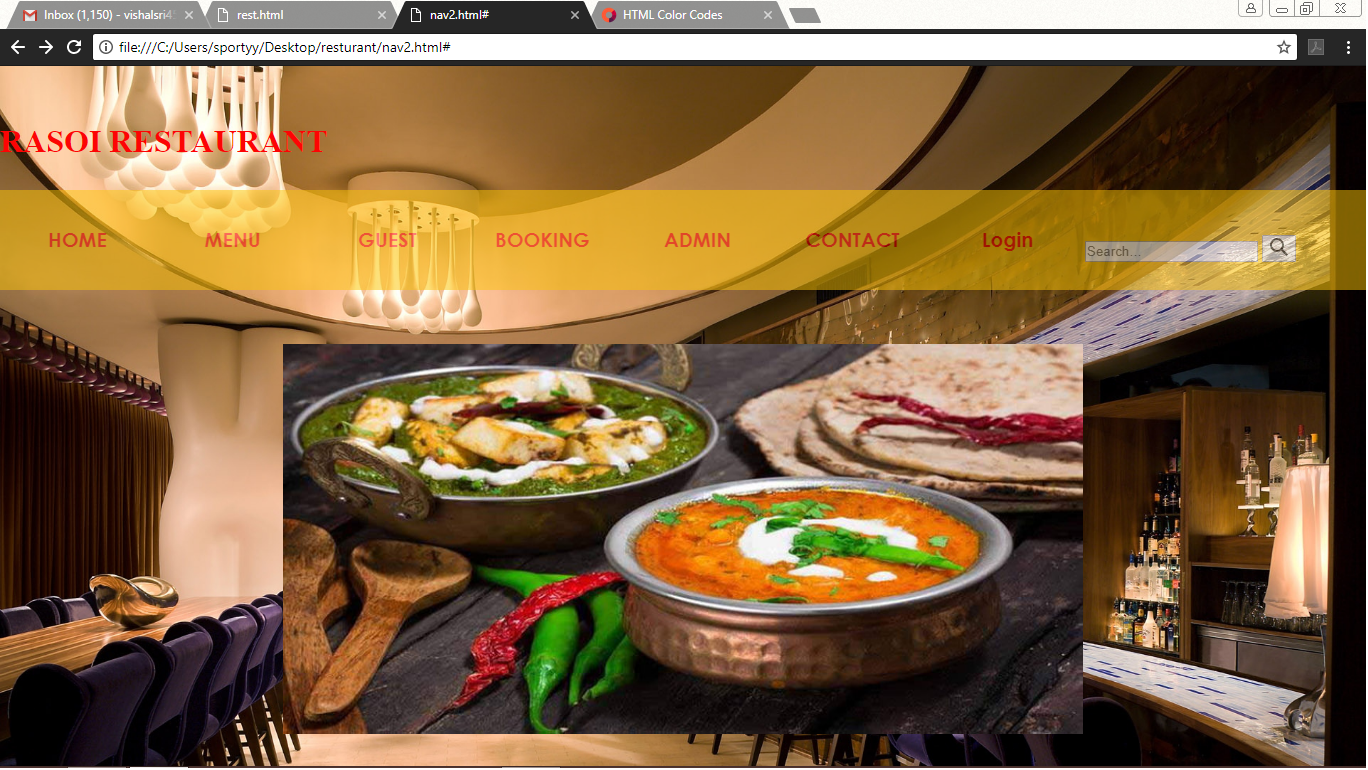 Inbox (1,150) - vishalsri4
rest.html
nav2.html#
HTML Color Codes
file:///C:/Users/sportyy/Desktop/resturant/nav2.html#
RASOI RESTAURANT
HOME MENU GUEST BOOKING ADMIN CONTACT Login Search...